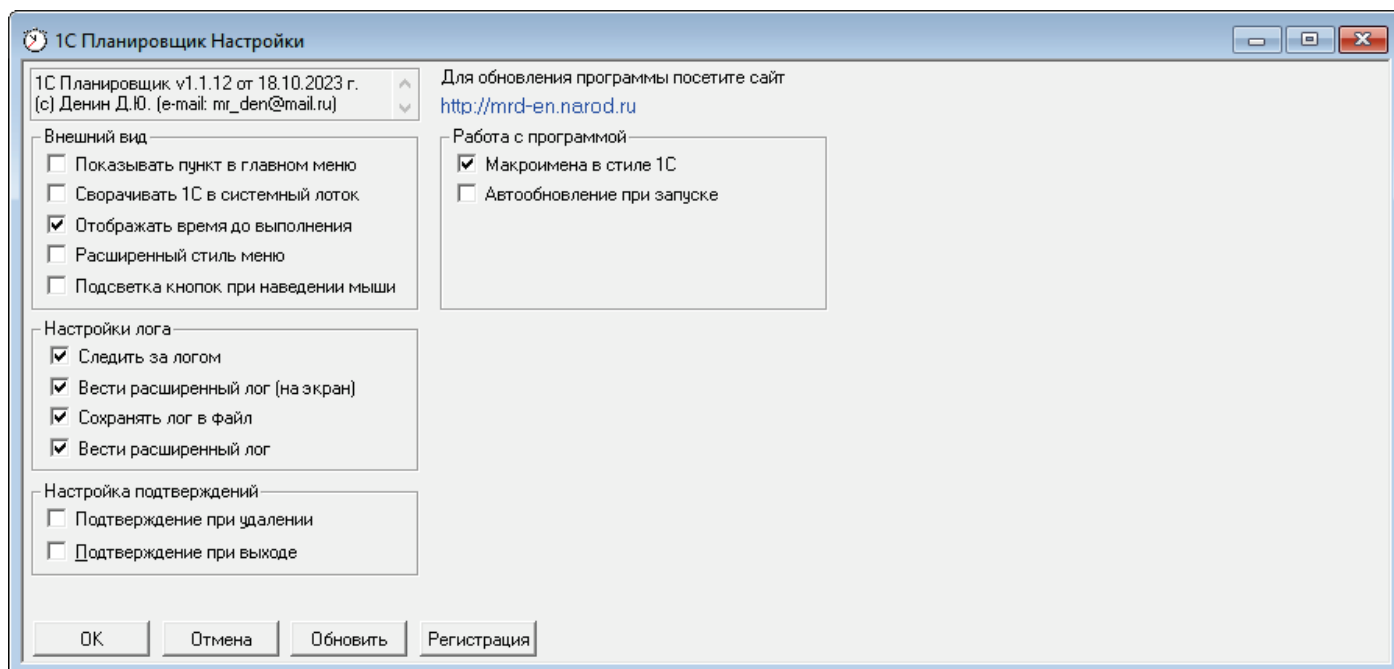 1С Планировщик Настройки
1С Планировщик v1.1.12 от 18.10.2023 г.
(с) Денин Д.Ю. (e-mail: mr_den@mail.ru)
Для обновления программы посетите сайт
http://mrd-en.narod.ru
Внешний вид
Показывать пункт в главном меню
Сворачивать 1С в системный лоток
Отображать время до выполнения
Расширенный стиль меню
Подсветка кнопок при наведении мыши
Работа с программой
Макроимена в стиле 1С
Автообновление при запуске
Настройки лога
Следить за логом
Вести расширенный лог (на экран)
Сохранять лог в файл
Вести расширенный лог
Настройка подтверждений
Подтверждение при удалении
Подтверждение при выходе
ОК
Отмена
Обновить
Регистрация